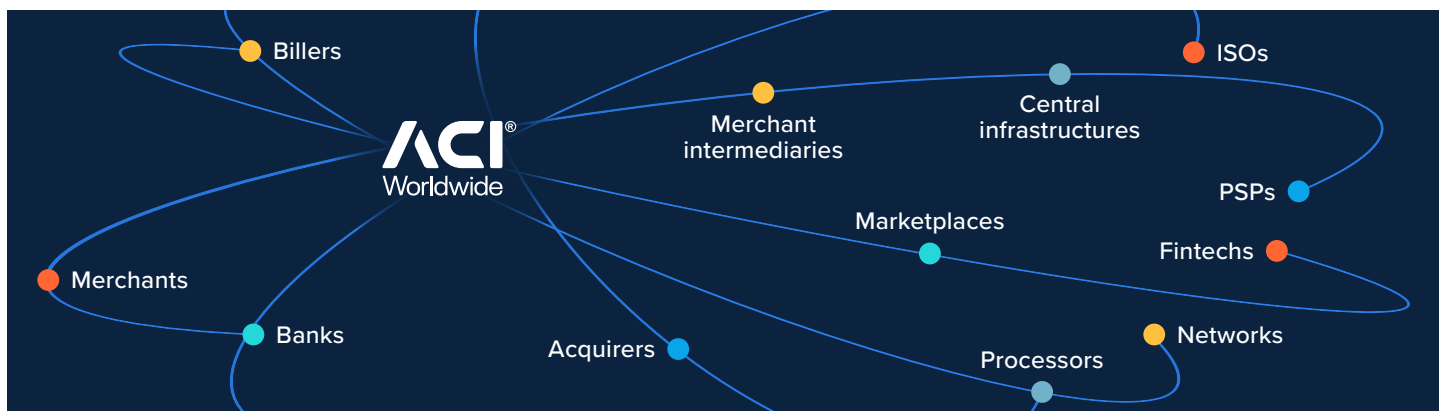 Billers
ISOs
Central
infrastructures
Merchant
intermediaries
ACI®
Worldwide
PSPs
Marketplaces
Fintechs
Merchants
Banks
Acquirers
Networks
Processors